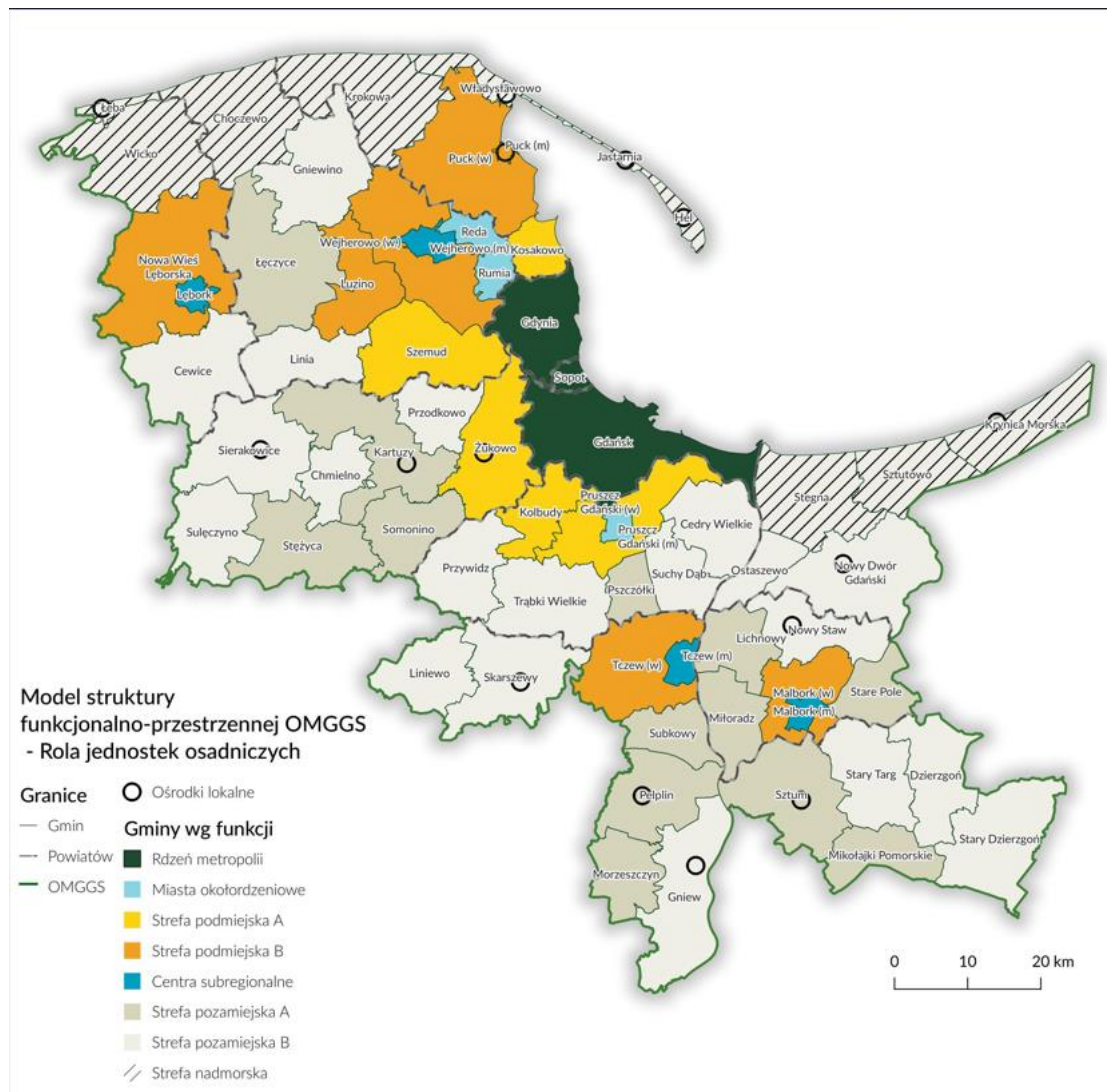 Władysławowo
Łeba
Krokowa
Choczewo
Wicko
Puck (m)
Puck (w)
Jastarnia
Gniewino
Hel
Reda
Wejherowo (w)
Wejherowo (m)
Kosakowo
Nowa Wieś
Lęborska
Łęczyce
Rumia
Luzino
Lębork
Gdynia
Szemud
Linia
Cewice
Sopot
Przodkowo
Krynica Morska
Gdańsk
Sierakowice
Kartuzy
Żukowo
Chmielno
Sztutowo
Stegna
Pruszcz
Gdański (w)
Kolbudy
Sulęczyno
Somonino
Pruszcz
Gdański (m)
Cedry Wielkie
Stężyca
Przywidz
Suchy Dąb
Ostaszewo
Nowy Dwór
Gdański
Pszczółki
Trąbki Wielkie
Nowy Staw
Lichnowy
Tczew (m)
Tczew (w)
Liniewo
Skarszewy
Malbork (w)
Stare Pole
Malbork (m)
Miłoradz
Subkowy
Stary Targ
Dzierzgoń
Pelplin
Sztum
Stary Dzierzgoń
Mikołajki Pomorskie
Morzeszczyn
Gniew
Model struktury
funkcjonalno-przestrzennej OMGGS
- Rola jednostek osadniczych
Granice
Gmin
Powiatów
OMGGS
Ośrodki lokalne
Gminy wg funkcji
Rdzeń metropolii
Miasta okołordzeniowe
Strefa podmiejska A
Strefa podmiejska B
Centra subregionalne
Strefa pozamiejska A
Strefa pozamiejska B
Strefa nadmorska
0 10 20 km